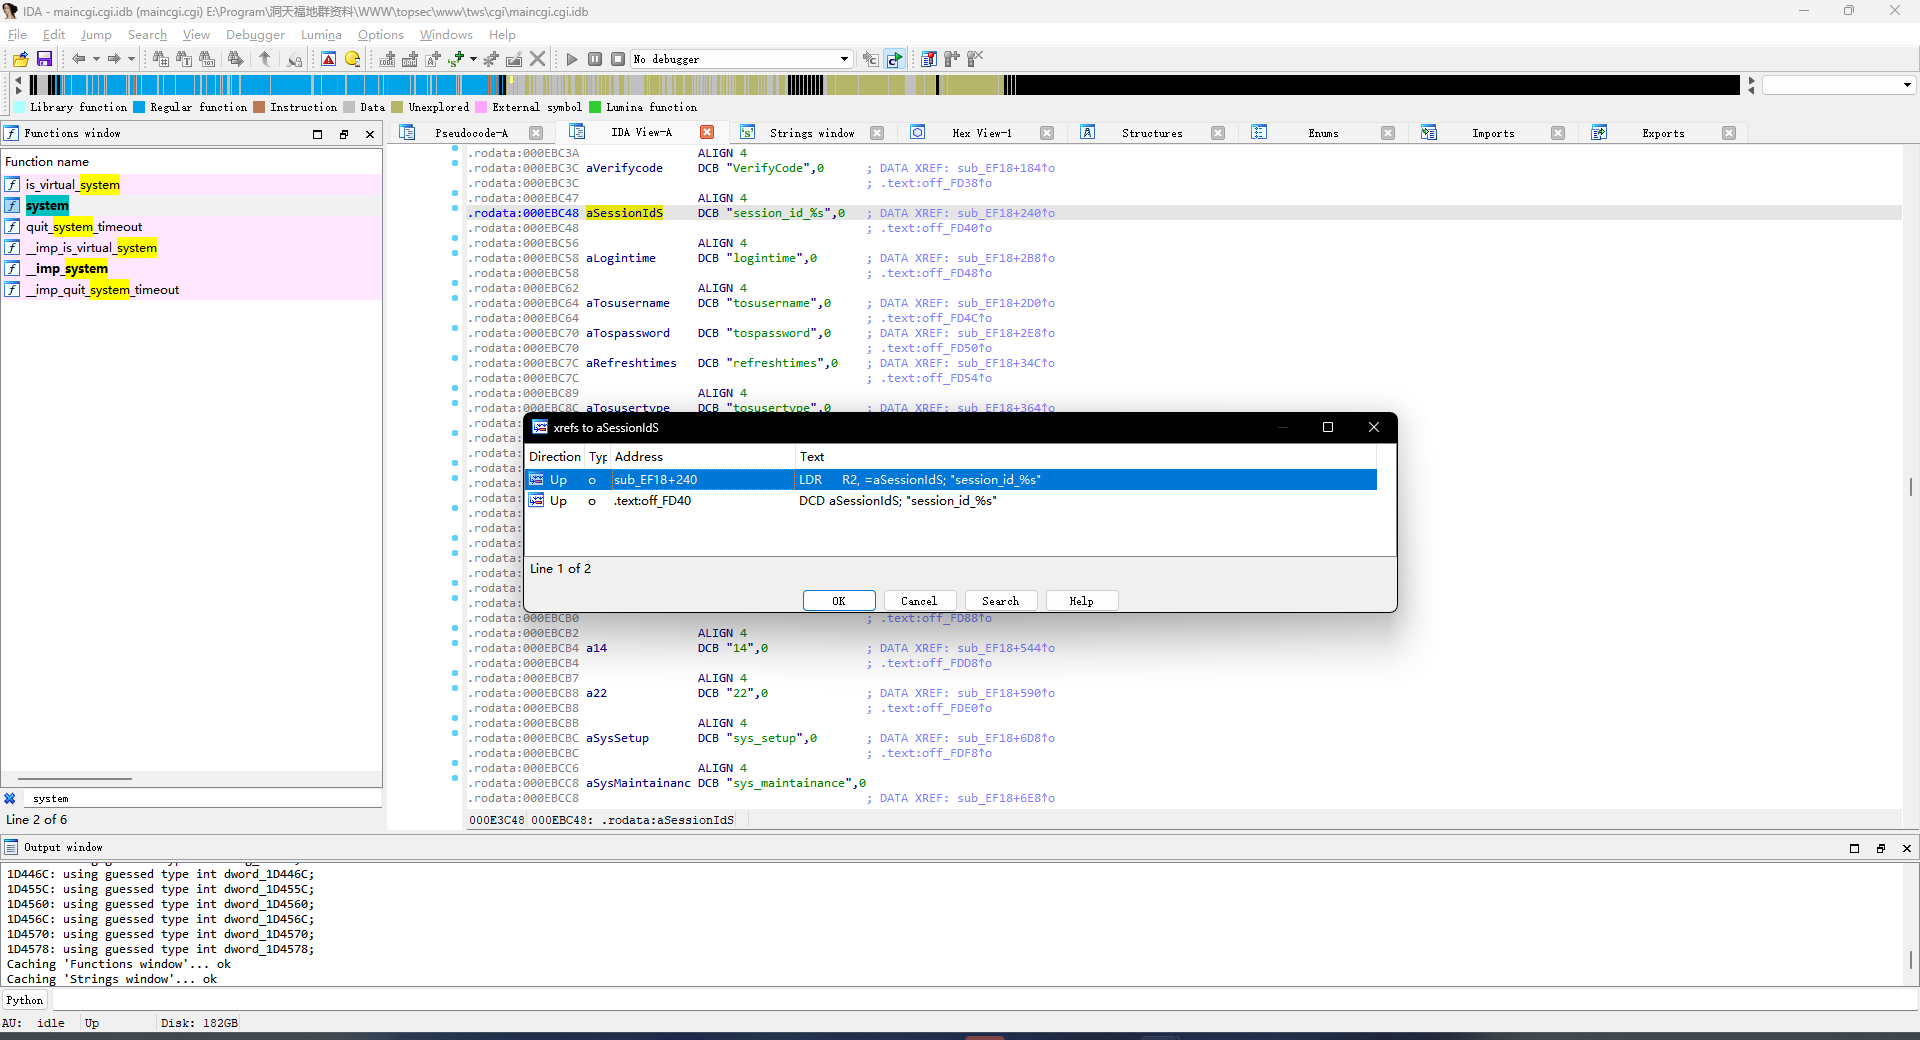 IDA - maincgi.cgi.idb (maincgi.cgi) E:\Program\洞天福地群资料\WWW\topsec\www\tws\cgi\maincgi.cgi.idb
File Edit Jump Search View Debugger Lumina Options Windows Help
No debugger
Library function Regular function Instruction Data Unexplored External symbol Lumina function
Functions window
Function name
is_virtual_system
system
quit_system_timeout
__imp_is_virtual_system
__imp_system
__imp_quit_system_timeout
system
Line 2 of 6
Pseudocode-A IDA View-A Strings window Hex View-1 Structures Enums Imports Exports
.rodata:000EBC3A ALIGN 4
.rodata:000EBC3C aVerifycode DCB "VerifyCode",0 ; DATA XREF: sub_EF18+184↑o
.rodata:000EBC3C ; .text:off_FD38↑o
.rodata:000EBC47 ALIGN 4
.rodata:000EBC48 aSessionIdS DCB "session_id_%s",0 ; DATA XREF: sub_EF18+240↑o
.rodata:000EBC48 ; .text:off_FD40↑o
.rodata:000EBC56 ALIGN 4
.rodata:000EBC58 aLogintime DCB "logintime",0 ; DATA XREF: sub_EF18+2B8↑o
.rodata:000EBC58 ; .text:off_FD48↑o
.rodata:000EBC62 ALIGN 4
.rodata:000EBC64 aTosusername DCB "tosusername",0 ; DATA XREF: sub_EF18+2D0↑o
.rodata:000EBC64 ; .text:off_FD4C↑o
.rodata:000EBC70 aTospassword DCB "tospassword",0 ; DATA XREF: sub_EF18+2E8↑o
.rodata:000EBC70 ; .text:off_FD50↑o
.rodata:000EBC7C aRefreshtimes DCB "refreshtimes",0 ; DATA XREF: sub_EF18+34C↑o
.rodata:000EBC7C ; .text:off_FD54↑o
.rodata:000EBC89 ALIGN 4
.rodata:000EBC8C aTosusertype DCB "tosusertype",0 ; DATA XREF: sub_EF18+364↑o
.rodata:
.rodata:
.rodata:
.rodata:
.rodata:
.rodata:
.rodata:
.rodata:
.rodata:
.rodata:
.rodata:
.rodata:
.rodata:
xrefs to aSessionIdS
Direction Typ Address Text
Up o sub_EF18+240 LDR R2, =aSessionIdS; "session_id_%s"
Up o .text:off_FD40 DCD aSessionIdS; "session_id_%s"
Line 1 of 2
OK Cancel Search Help
.rodata:000EBCB0 ; .text:off_FD88↑o
.rodata:000EBCB2 ALIGN 4
.rodata:000EBCB4 a14 DCB "14",0 ; DATA XREF: sub_EF18+544↑o
.rodata:000EBCB4 ; .text:off_FDD8↑o
.rodata:000EBCB7 ALIGN 4
.rodata:000EBCB8 a22 DCB "22",0 ; DATA XREF: sub_EF18+590↑o
.rodata:000EBCB8 ; .text:off_FDE0↑o
.rodata:000EBCBB ALIGN 4
.rodata:000EBCBC aSysSetup DCB "sys_setup",0 ; DATA XREF: sub_EF18+6D8↑o
.rodata:000EBCBC ; .text:off_FDF8↑o
.rodata:000EBCC6 ALIGN 4
.rodata:000EBCC8 aSysMaintainanc DCB "sys_maintainance",0
.rodata:000EBCC8 ; DATA XREF: sub_EF18+6E8↑o
000E3C48 000EBC48: .rodata:aSessionIdS
Output window
1D446C: using guessed type int dword_1D446C;
1D455C: using guessed type int dword_1D455C;
1D4560: using guessed type int dword_1D4560;
1D456C: using guessed type int dword_1D456C;
1D4570: using guessed type int dword_1D4570;
1D4578: using guessed type int dword_1D4578;
Caching 'Functions window'... ok
Caching 'Strings window'... ok
Python
AU: idle Up Disk: 182GB